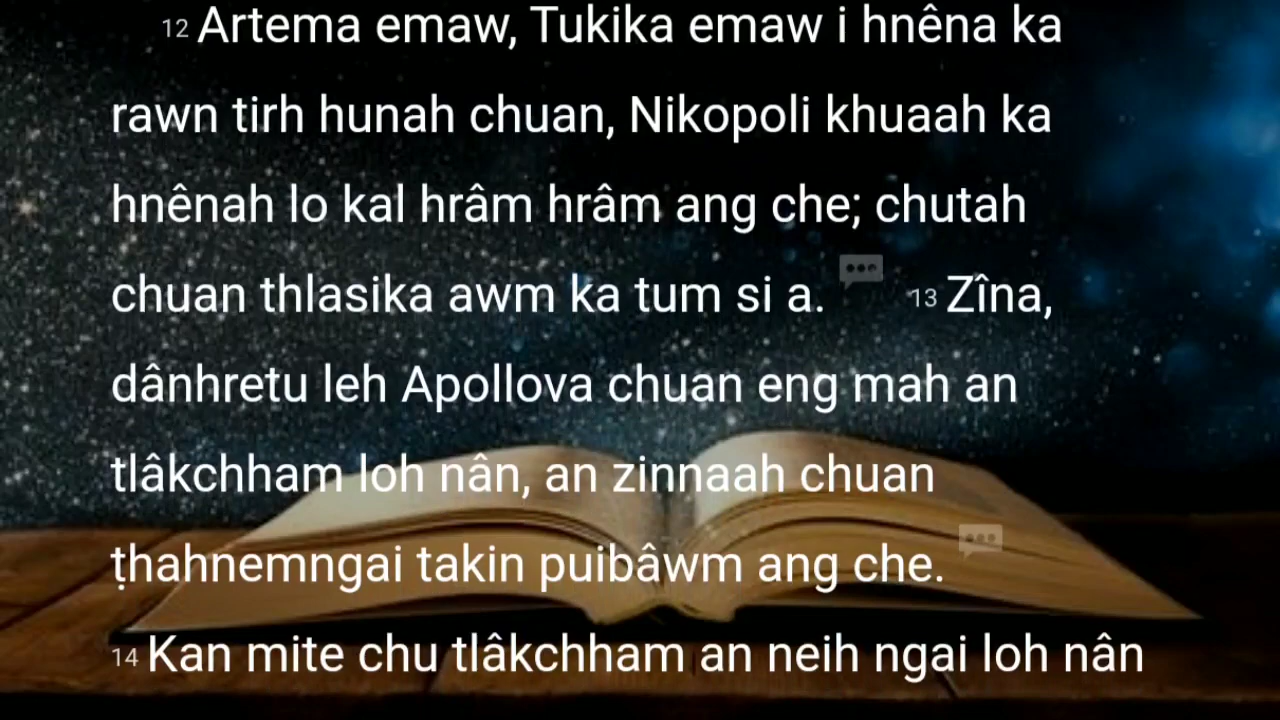 12 Artema emaw, Tukika emaw i hnêna ka
rawn tirh hunah chuan, Nikopoli khuaah ka
hnênah lo kal hrâm hrâm ang che; chutah
chuan thlasika awm ka tum si a. 13 Zîna,
dânhretu leh Apollova chuan eng mah an
tlâkchham loh nân, an zinnaah chuan
ṭhahnemngai takin puibâwm ang che.
14 Kan mite chu tlâkchham an neih ngai loh nân